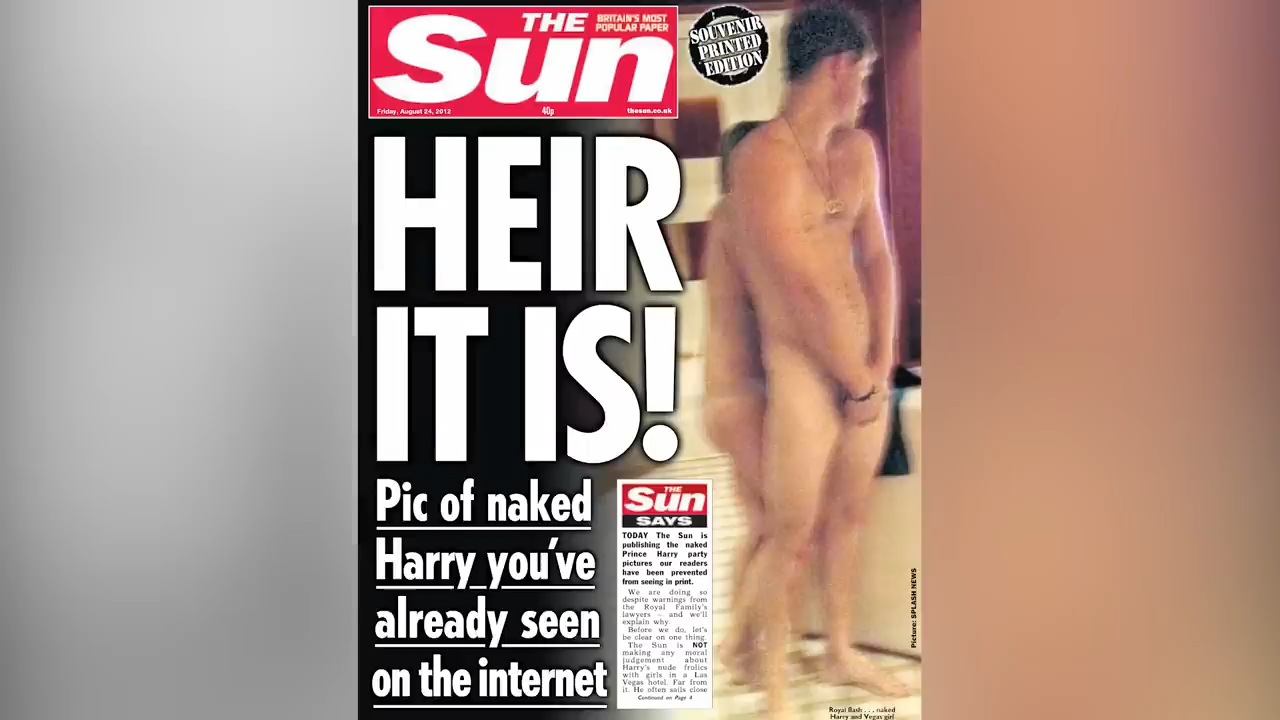 THE
Sun
BRITAIN'S MOST
POPULAR PAPER
Friday, August 24, 2012
40p
thesun.co.uk
SOUVENIR
PRINTED
EDITION
HEIR
IT IS!
Pic of naked
Harry you've
already seen
on the internet
THE
Sun
SAYS
TODAY The Sun is
publishing the naked
Prince Harry party
pictures our readers
have been prevented
from seeing in print.
We are doing so
despite warnings from
the Royal Family's
lawyers — and we'll
explain why.
Before we do, let's
be clear on one thing.
The Sun is NOT
making any moral
judgement about
Harry's nude frolics
with girls in a Las
Vegas hotel. Far from
it. He often sails close
Continued on Page 4
Picture: SPLASH NEWS
Royal flash . . . naked
Harry and Vegas girl